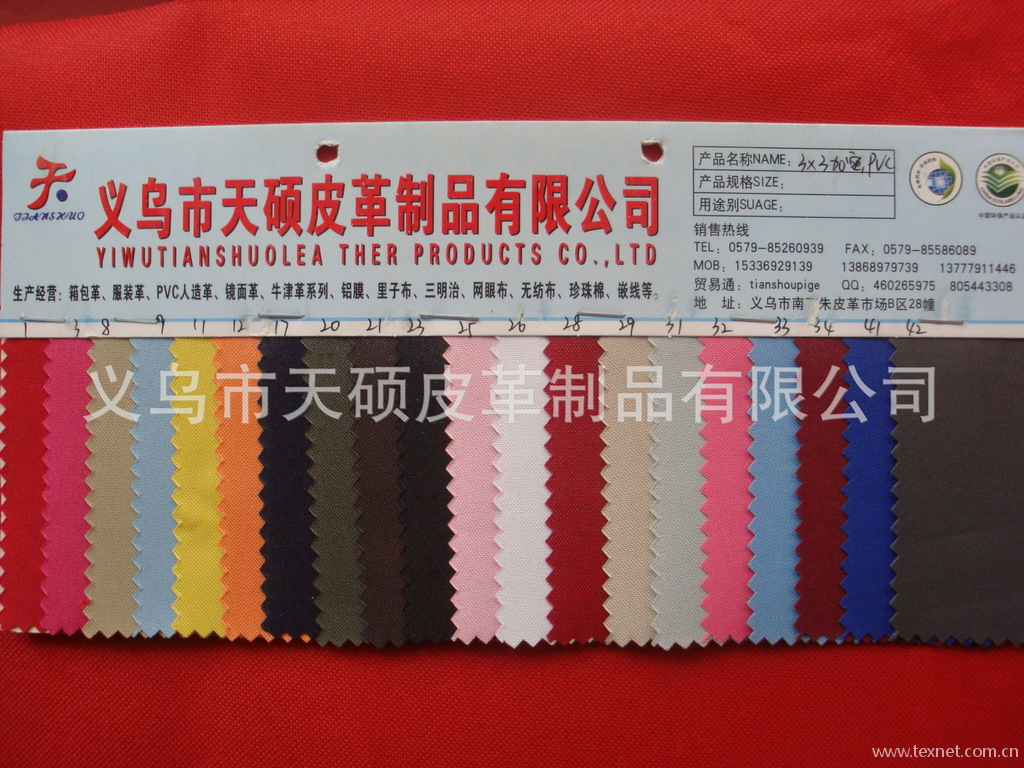 TIANSHUO
义乌市天硕皮革制品有限公司
YIWUTIANSHUOLEA THER PRODUCTS CO.,LTD
生产经营：箱包革、服装革、PVC人造革、镜面革、牛津革系列、铝膜、里子布、三明治、网眼布、无纺布、珍珠棉、嵌线等。
产品名称NAME：3×3加密,PVC
产品规格SIZE：
用途别SUAGE：
销售热线
TEL：0579-85260939 FAX：0579-85586089
MOB：15336929139 13868979739 13777911446
贸易通：tianshoupige QQ：460265975 805443308
地 址：义乌市南下朱皮革市场B区28幢
1 3 8 9 11 12 17 20 21 23 25 26 28 29 31 32 33 34 41 42
义乌市天硕皮革制品有限公司
www.texnet.com.cn